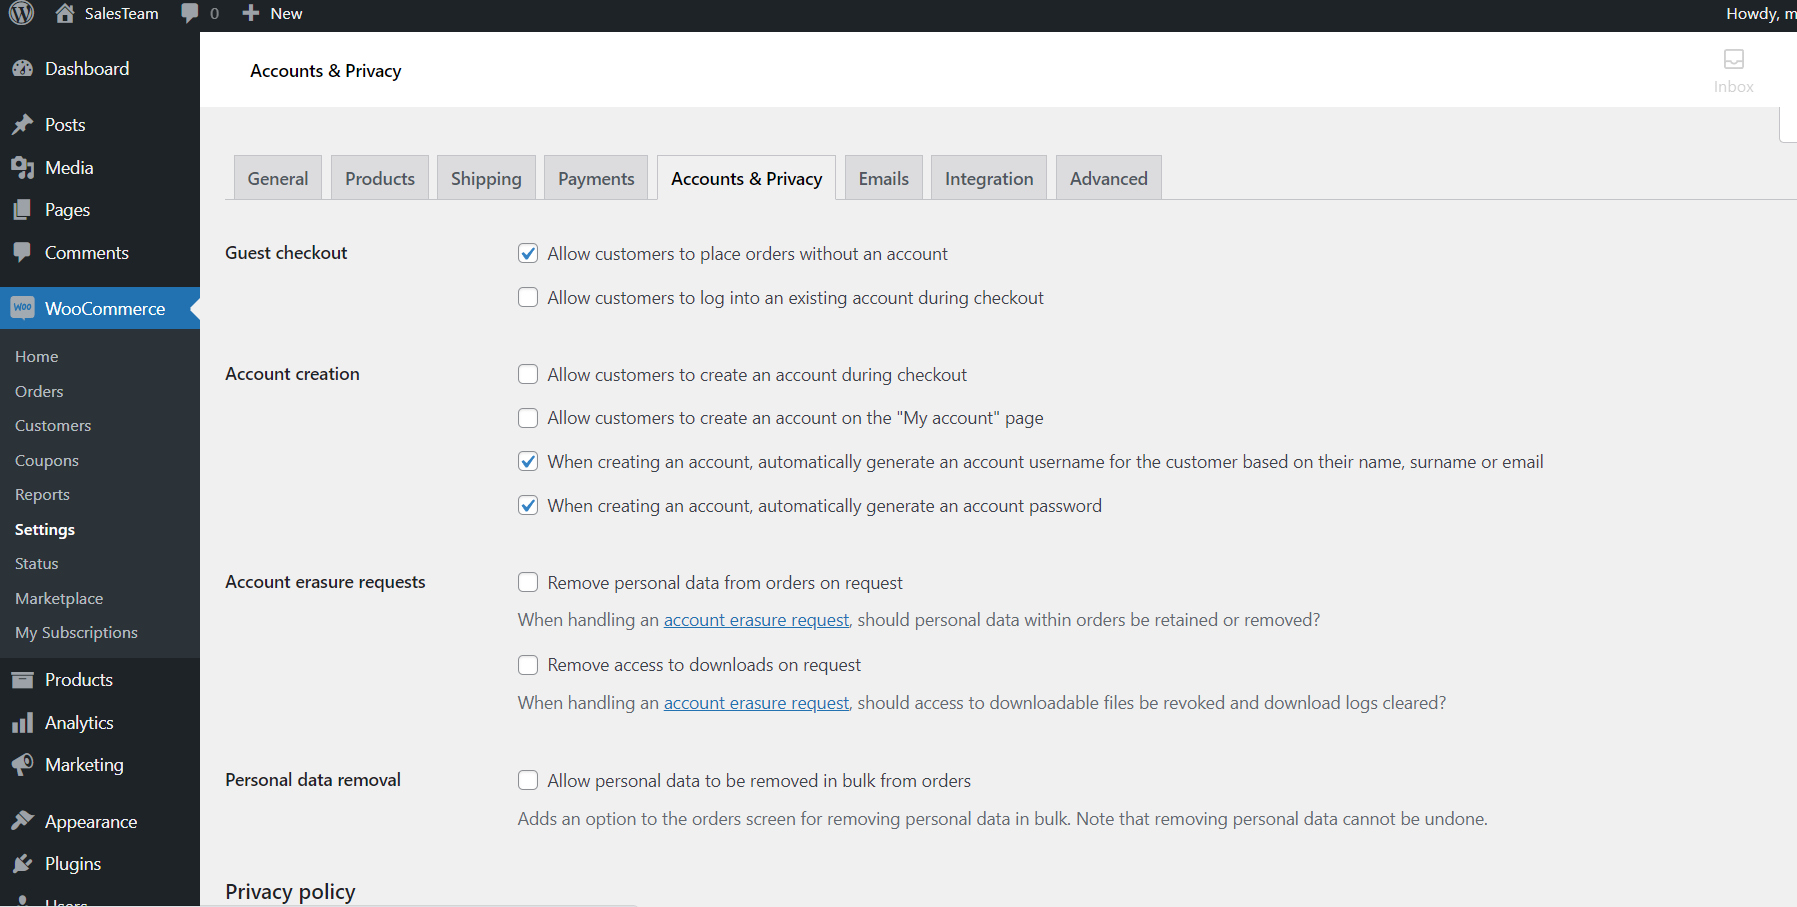 SalesTeam 0 New Howdy, m
Dashboard
Posts
Media
Pages
Comments
Woo WooCommerce
Home
Orders
Customers
Coupons
Reports
Settings
Status
Marketplace
My Subscriptions
Products
Analytics
Marketing
Appearance
Plugins
Users
Accounts & Privacy
Inbox
General Products Shipping Payments Accounts & Privacy Emails Integration Advanced
Guest checkout
Allow customers to place orders without an account
Allow customers to log into an existing account during checkout
Account creation
Allow customers to create an account during checkout
Allow customers to create an account on the "My account" page
When creating an account, automatically generate an account username for the customer based on their name, surname or email
When creating an account, automatically generate an account password
Account erasure requests
Remove personal data from orders on request
When handling an account erasure request, should personal data within orders be retained or removed?
Remove access to downloads on request
When handling an account erasure request, should access to downloadable files be revoked and download logs cleared?
Personal data removal
Allow personal data to be removed in bulk from orders
Adds an option to the orders screen for removing personal data in bulk. Note that removing personal data cannot be undone.
Privacy policy